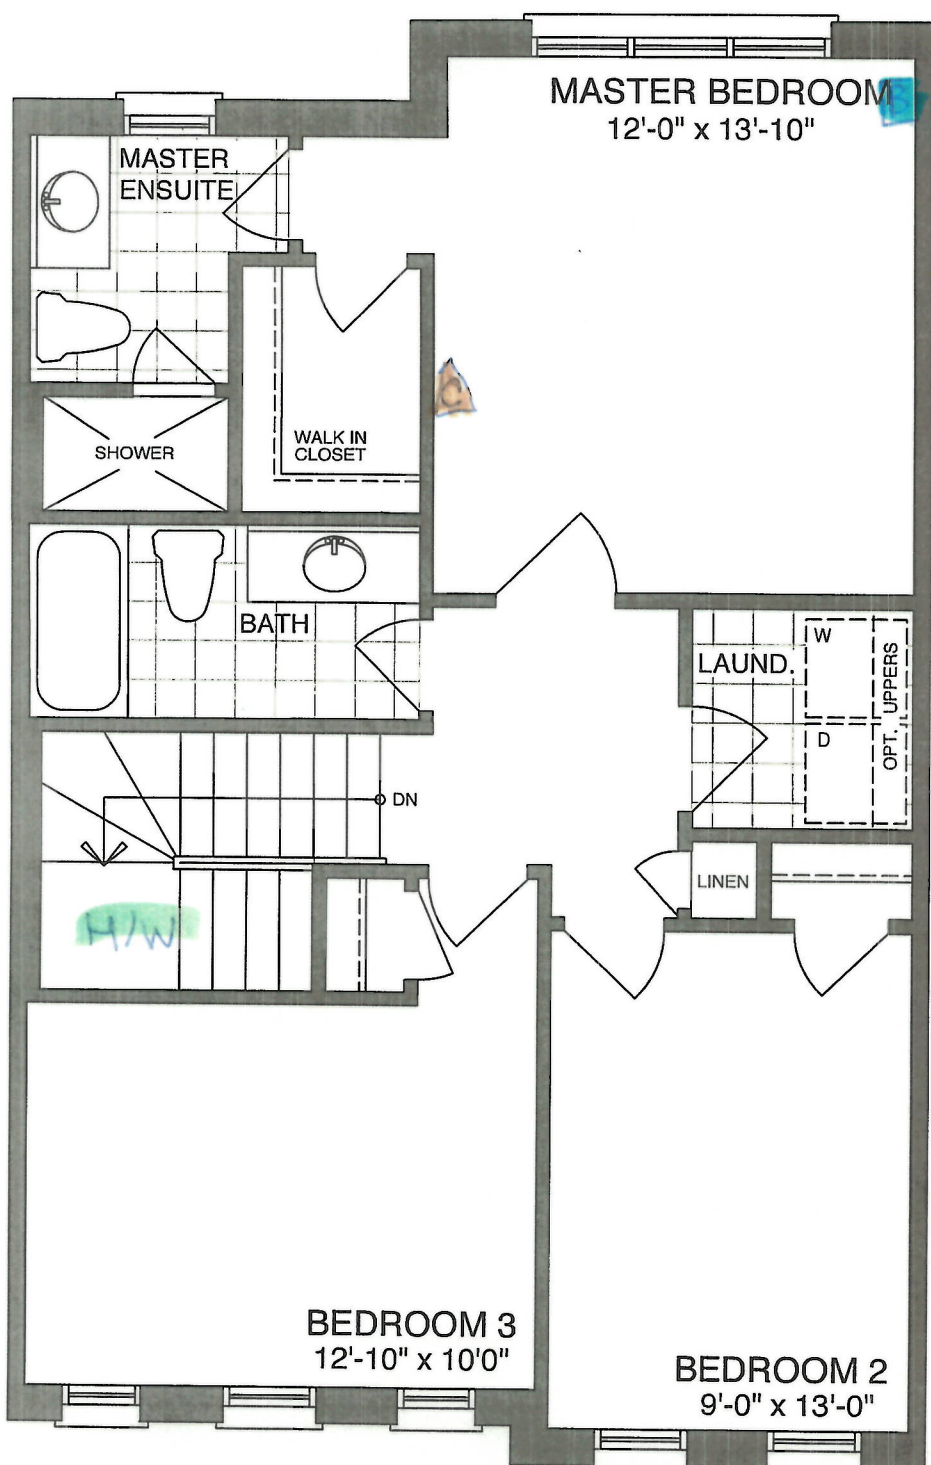 MASTER BEDROOM
12'-0" x 13'-10"
B
MASTER
ENSUITE
C
WALK IN
CLOSET
SHOWER
BATH
LAUND.
W
D
OPT. UPPERS
DN
LINEN
H/W
BEDROOM 3
12'-10" x 10'0"
BEDROOM 2
9'-0" x 13'-0"